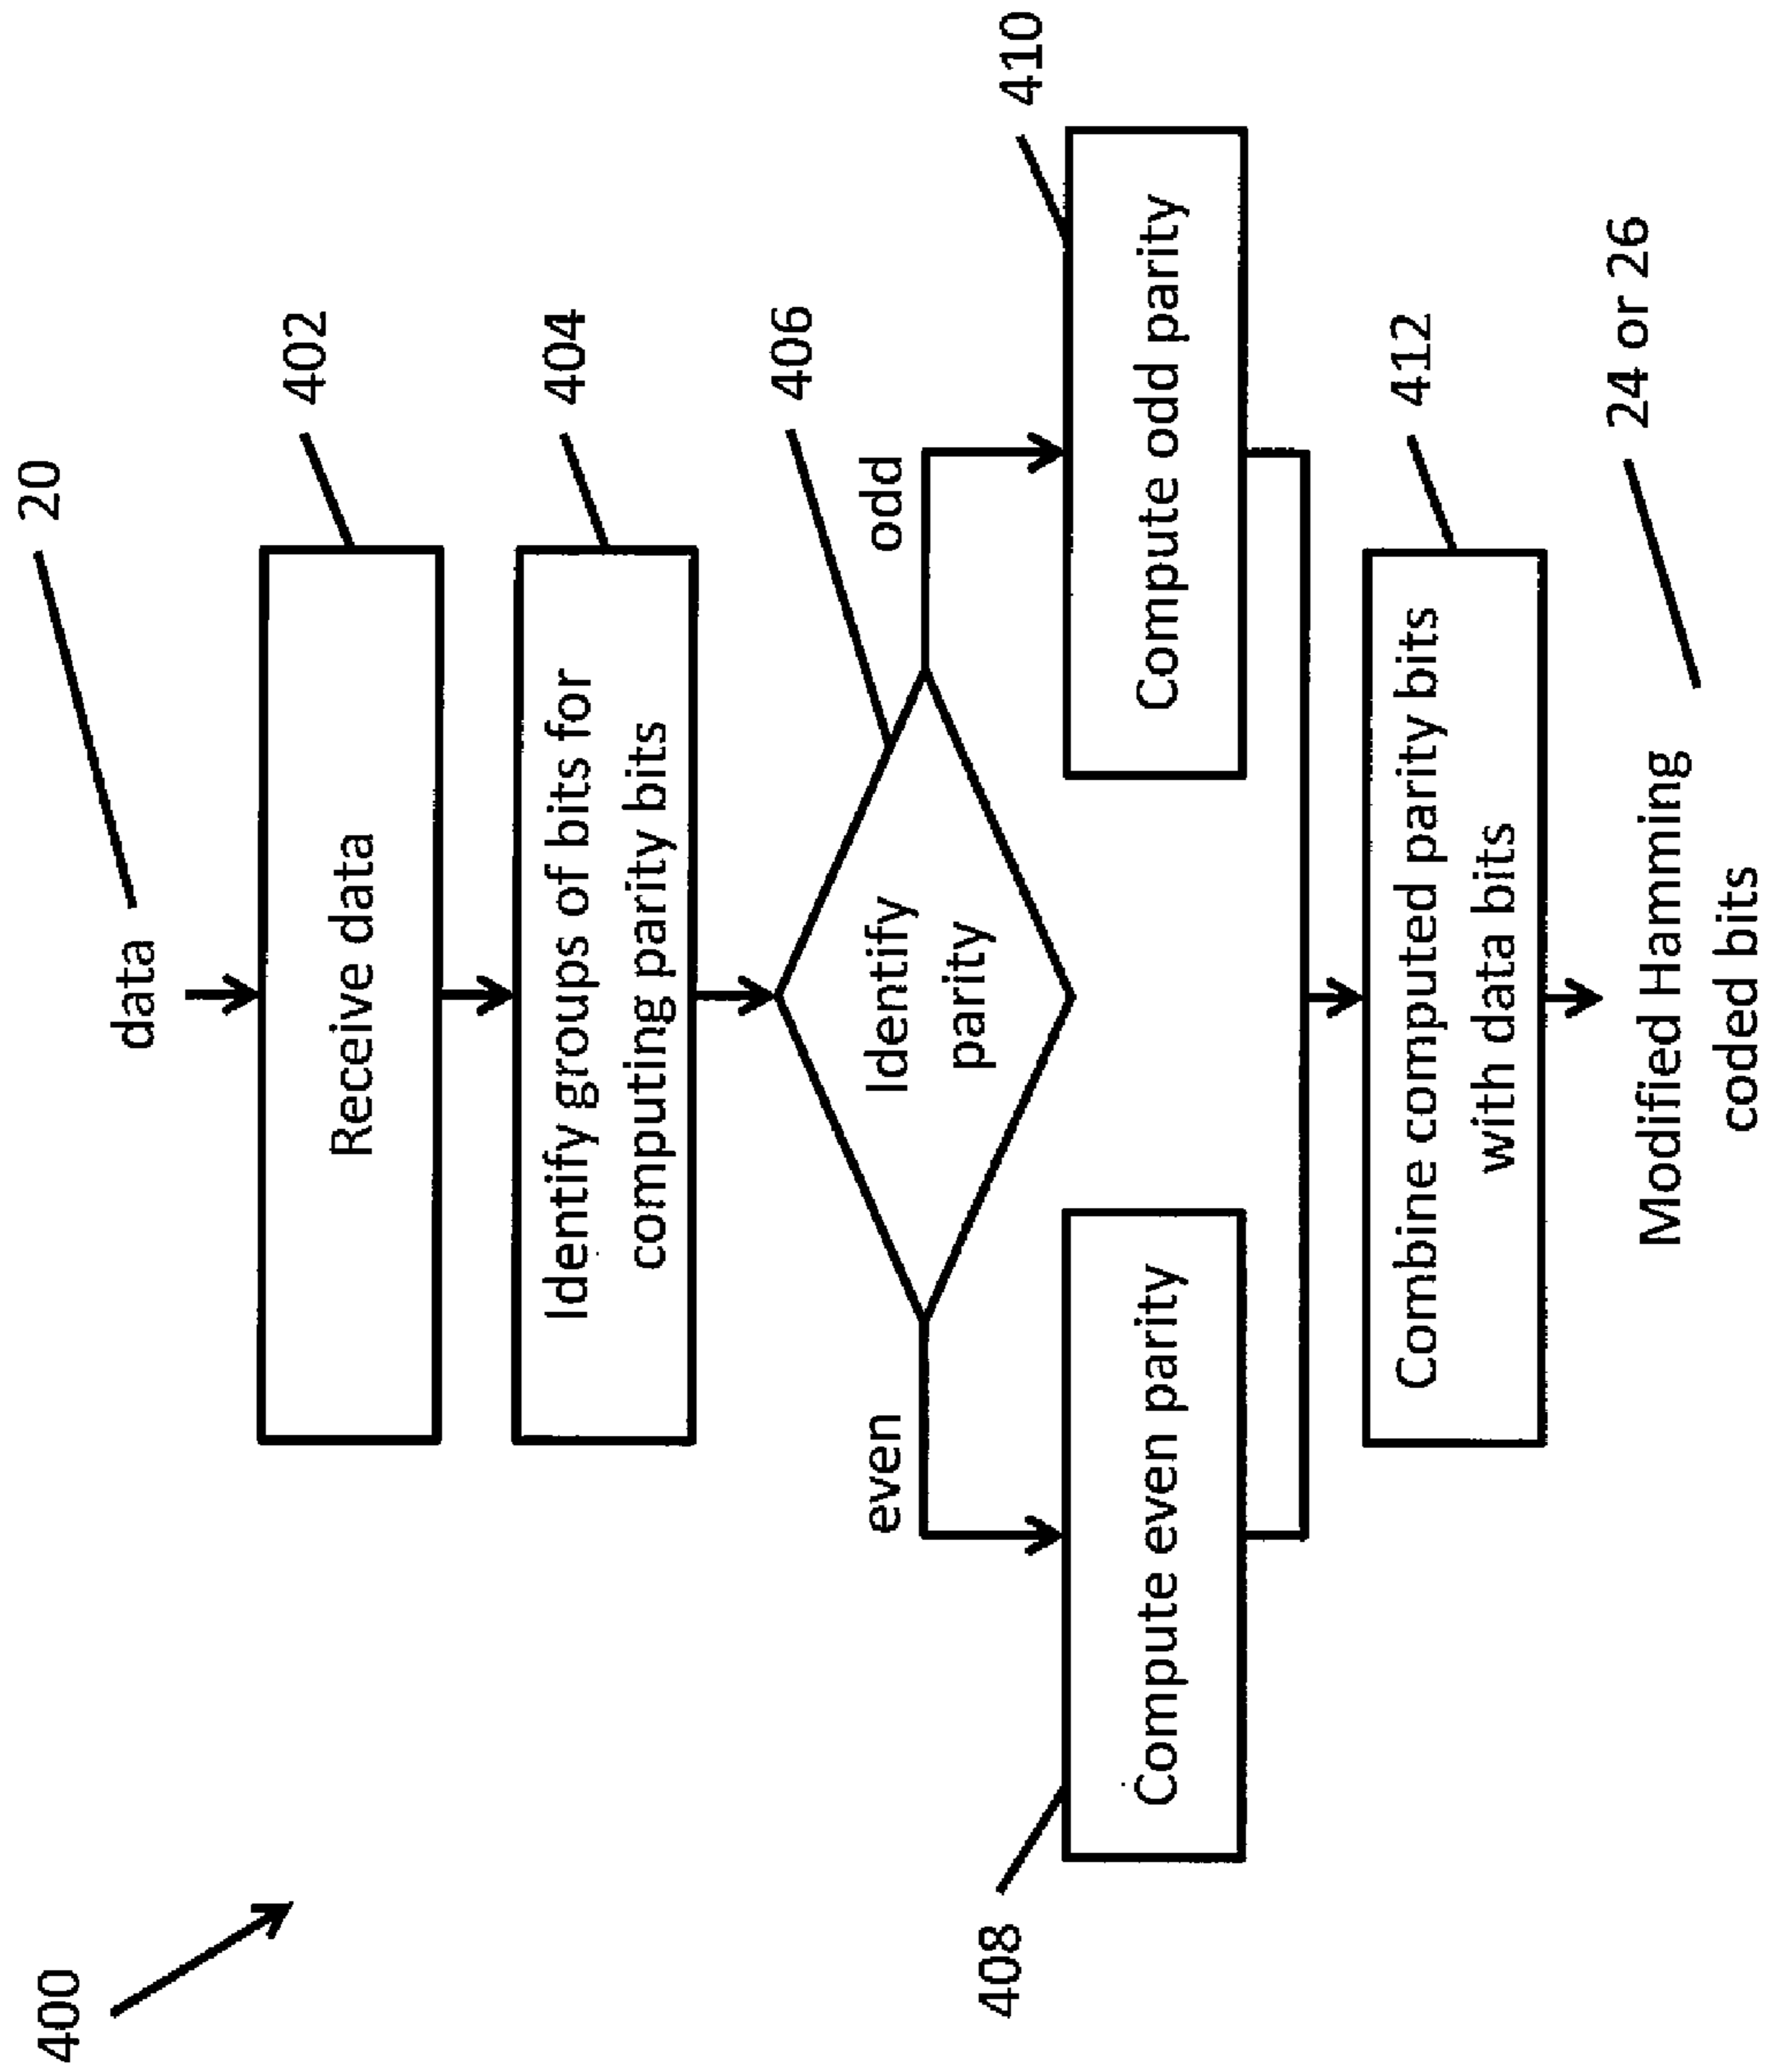 400
data
20
Receive data
402
Identify groups of bits for
computing parity bits
404
Identify
parity
406
even
odd
408
Compute even parity
Compute odd parity
410
Combine computed parity bits
with data bits
412
Modified Hamming
coded bits
24 or 26